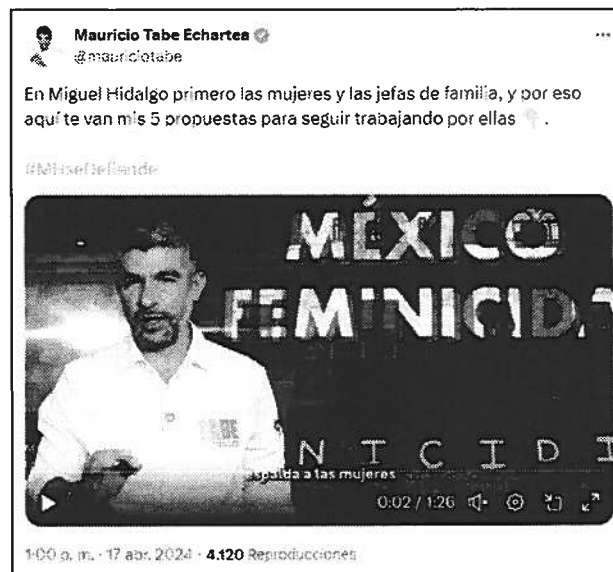 Mauricio Tabe Echartea
@mauriciotabe
En Miguel Hidalgo primero las mujeres y las jefas de familia, y por eso
aquí te van mis 5 propuestas para seguir trabajando por ellas .
#MHseDefiende
MÉXICO
FEMINICIDA
NICIDI
espalda a las mujeres
0:02 / 1:26
1:00 p. m. · 17 abr. 2024 · 4.120 Reproducciones